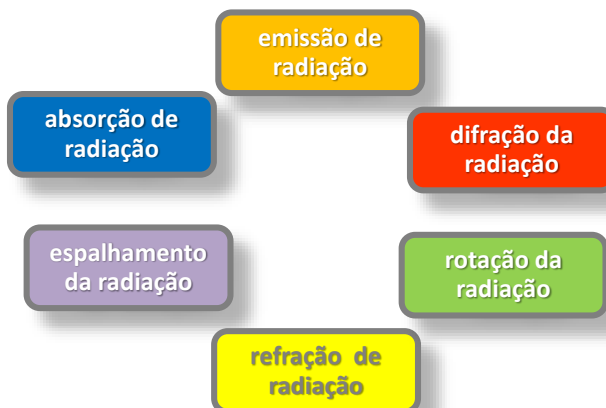 emissão de
radiação
absorção de
radiação
difração da
radiação
espalhamento
da radiação
rotação da
radiação
refração de
radiação